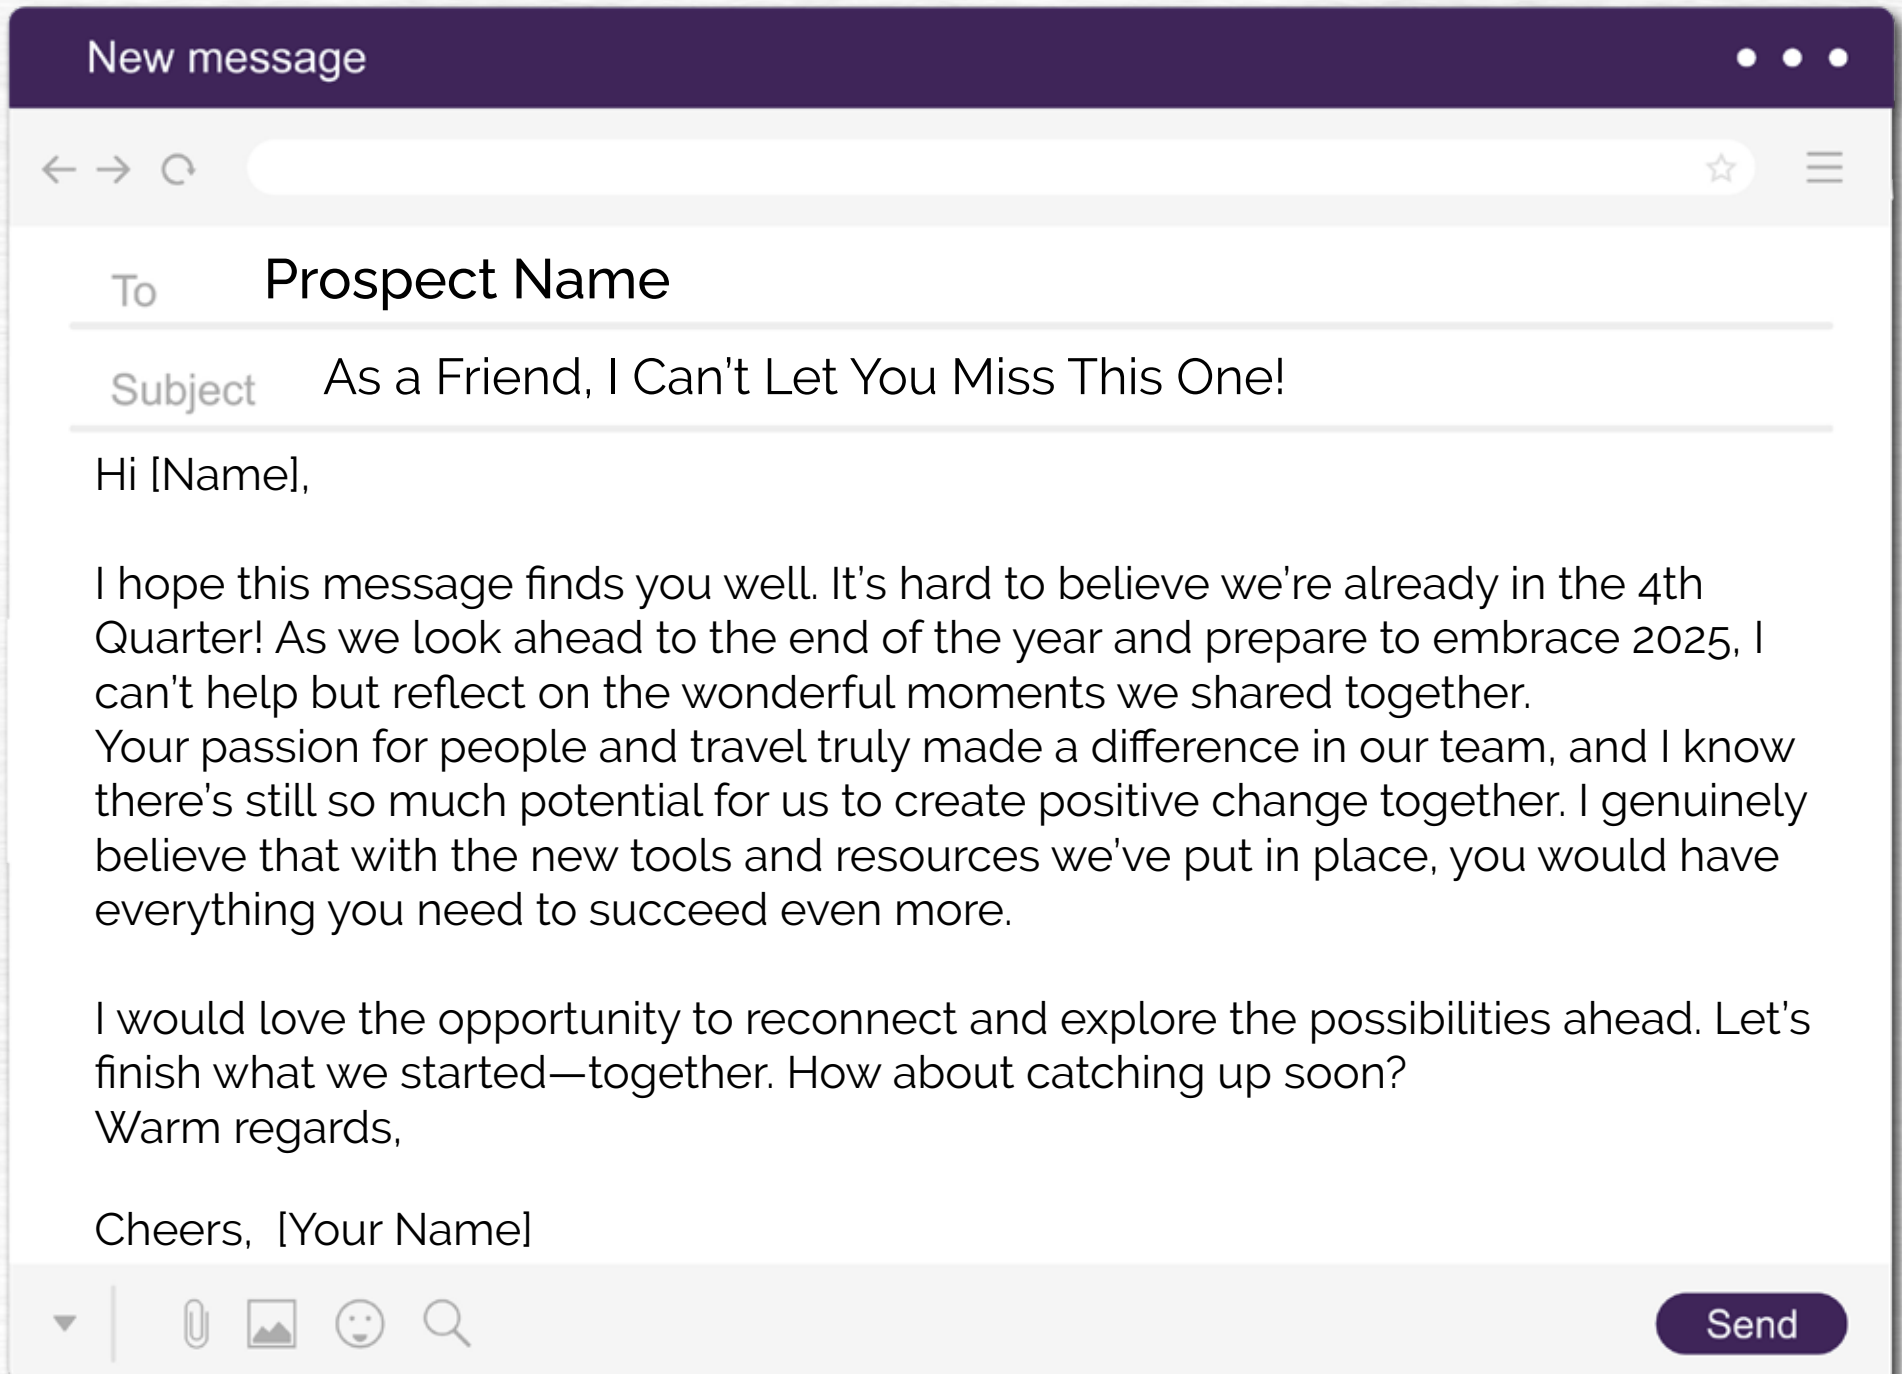 New message
To Prospect Name
Subject As a Friend, I Can’t Let You Miss This One!
Hi [Name],
I hope this message finds you well. It’s hard to believe we’re already in the 4th
Quarter! As we look ahead to the end of the year and prepare to embrace 2025, I
can’t help but reflect on the wonderful moments we shared together.
Your passion for people and travel truly made a difference in our team, and I know
there’s still so much potential for us to create positive change together. I genuinely
believe that with the new tools and resources we’ve put in place, you would have
everything you need to succeed even more.
I would love the opportunity to reconnect and explore the possibilities ahead. Let’s
finish what we started—together. How about catching up soon?
Warm regards,
Cheers,  [Your Name]
Send